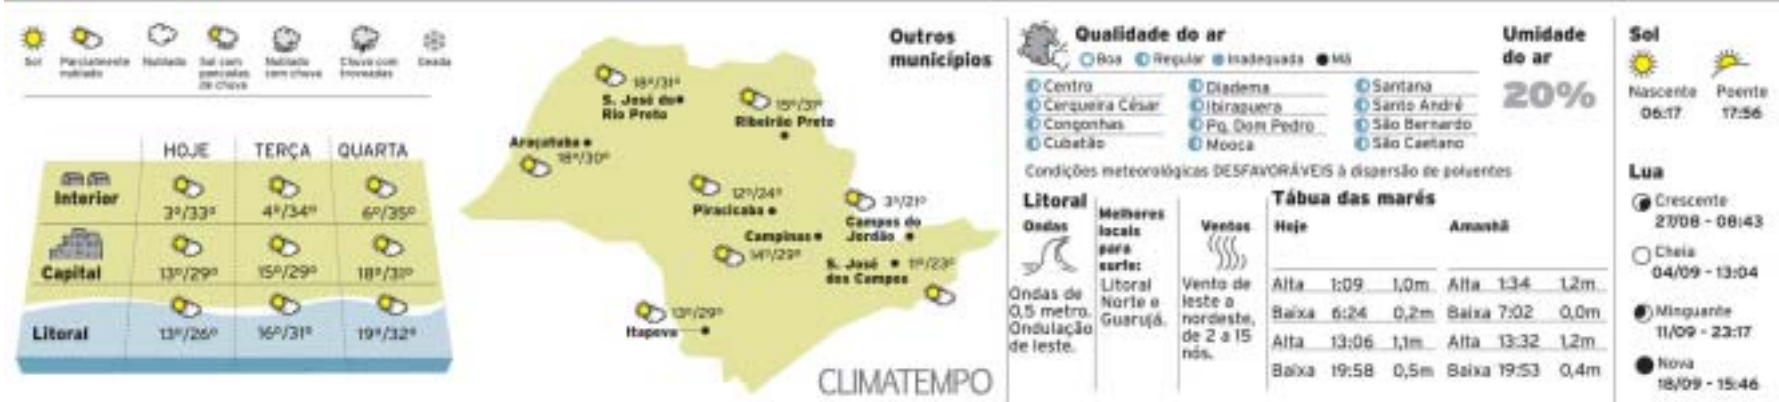 Sol
Parcialmente nublado
Nublado
Sol com pancadas de chuva
Nublado com chuva
Chuva com trovoadas
Geada
HOJE TERÇA QUARTA
Interior
3º/33º 4º/34º 6º/35º
Capital
13º/29º 15º/29º 18º/31º
Litoral
13º/26º 16º/31º 19º/32º
Outros
municípios
18º/31º
S. José do
Rio Preto
15º/31º
Ribeirão Preto
Araçatuba
18º/30º
12º/24º
Piracicaba
3º/21º
Campos do
Jordão
Campinas
14º/29º
S. José
dos Campos
11º/23º
13º/29º
Itapeva
CLIMATEMPO
Qualidade do ar
Boa Regular Inadequada Má
Centro Diadema Santana
Cerqueira César Ibirapuera Santo André
Congonhas Pq. Dom Pedro São Bernardo
Cubatão Mooca São Caetano
Condições meteorológicas DESFAVORÁVEIS à dispersão de poluentes
Umidade
do ar
20%
Litoral
Ondas
Ondas de
0,5 metro.
Ondulação
de leste.
Melhores
locais
para
surfe:
Litoral
Norte e
Guarujá.
Ventos
Vento de
leste a
nordeste,
de 2 a 15
nós.
Tábua das marés
Hoje Amanhã
Alta 1:09 1,0m Alta 1:34 1,2m
Baixa 6:24 0,2m Baixa 7:02 0,0m
Alta 13:06 1,1m Alta 13:32 1,2m
Baixa 19:58 0,5m Baixa 19:53 0,4m
Sol
Nascente Poente
06:17 17:56
Lua
Crescente
27/08 - 08:43
Cheia
04/09 - 13:04
Minguante
11/09 - 23:17
Nova
18/09 - 15:46